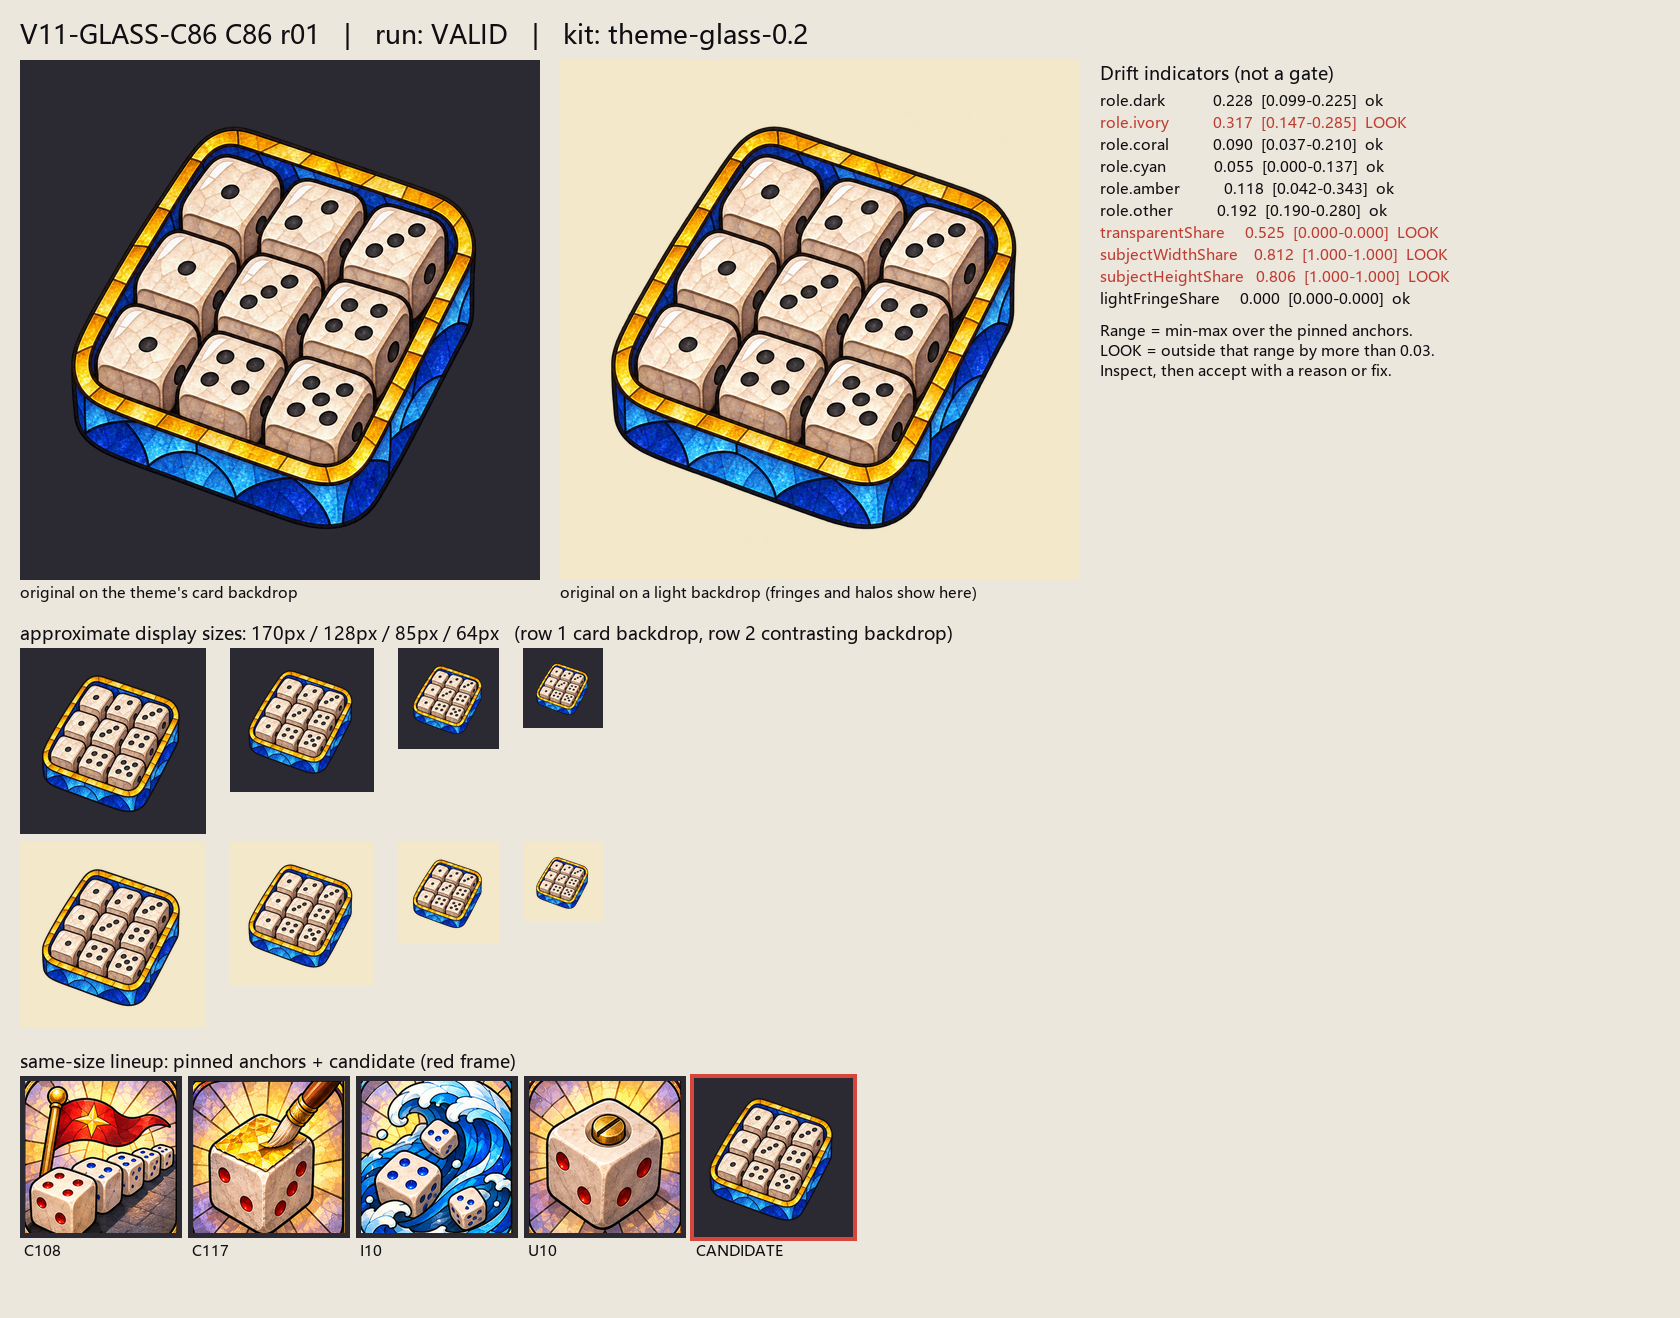 V11-GLASS-C86 C86 r01 | run: VALID | kit: theme-glass-0.2
Drift indicators (not a gate)
role.dark 0.228 [0.099-0.225] ok
role.ivory 0.317 [0.147-0.285] LOOK
role.coral 0.090 [0.037-0.210] ok
role.cyan 0.055 [0.000-0.137] ok
role.amber 0.118 [0.042-0.343] ok
role.other 0.192 [0.190-0.280] ok
transparentShare 0.525 [0.000-0.000] LOOK
subjectWidthShare 0.812 [1.000-1.000] LOOK
subjectHeightShare 0.806 [1.000-1.000] LOOK
lightFringeShare 0.000 [0.000-0.000] ok
Range = min-max over the pinned anchors.
LOOK = outside that range by more than 0.03.
Inspect, then accept with a reason or fix.
original on the theme's card backdrop
original on a light backdrop (fringes and halos show here)
approximate display sizes: 170px / 128px / 85px / 64px (row 1 card backdrop, row 2 contrasting backdrop)
same-size lineup: pinned anchors + candidate (red frame)
C108
C117
I10
U10
CANDIDATE